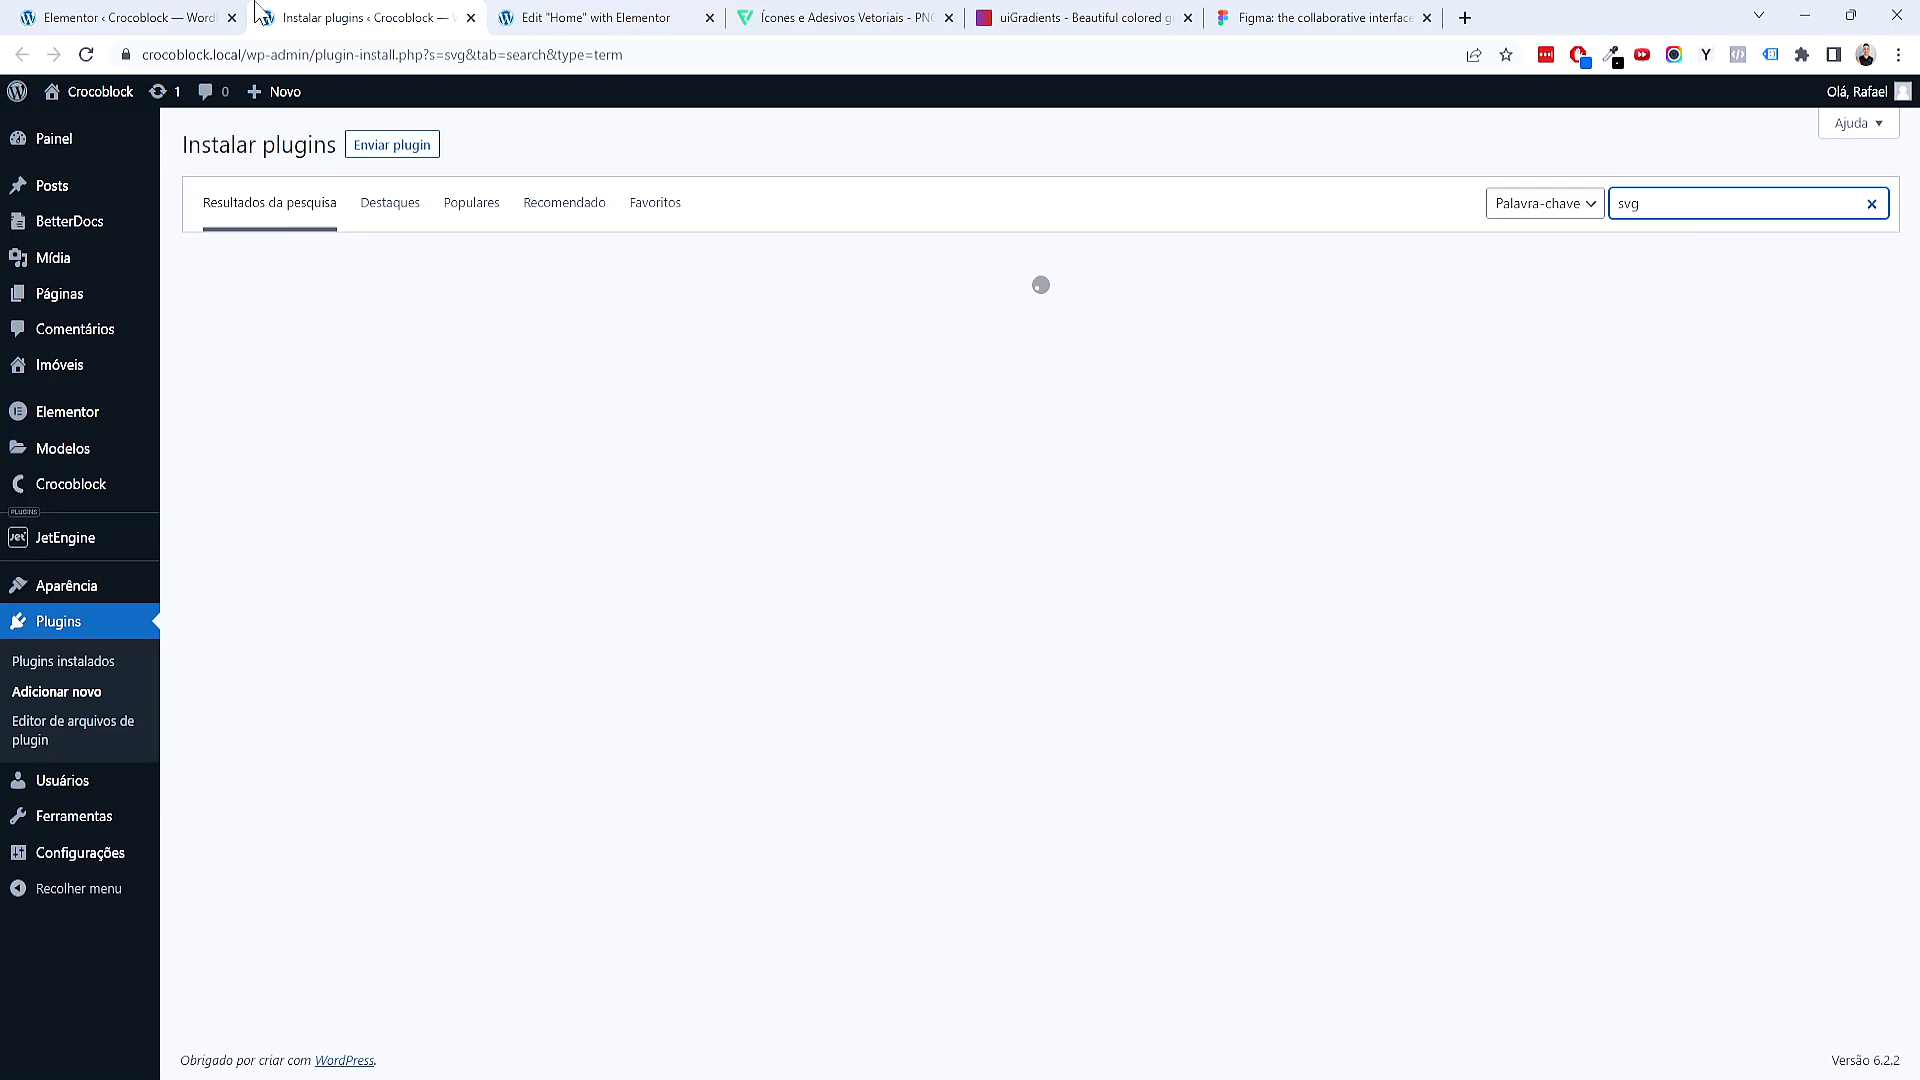 Elementor ‹ Crocoblock — Word
Instalar plugins ‹ Crocoblock —
Edit "Home" with Elementor
Ícones e Adesivos Vetoriais - PN
uiGradients - Beautiful colored g
Figma: the collaborative interface
crocoblock.local/wp-admin/plugin-install.php?s=svg&tab=search&type=term
Crocoblock
1
0
Novo
Olá, Rafael
Painel
Posts
BetterDocs
Mídia
Páginas
Comentários
Imóveis
Elementor
Modelos
Crocoblock
PLUGINS
JetEngine
Aparência
Plugins
Plugins instalados
Adicionar novo
Editor de arquivos de
plugin
Usuários
Ferramentas
Configurações
Recolher menu
Ajuda
Instalar plugins
Enviar plugin
Resultados da pesquisa
Destaques
Populares
Recomendado
Favoritos
Palavra-chave
svg
Obrigado por criar com WordPress.
Versão 6.2.2